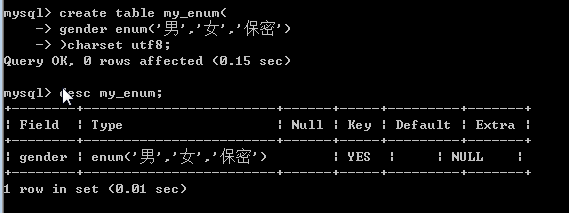 mysql> create table my_enum(
    -> gender enum('男','女','保密')
    -> )charset utf8;
Query OK, 0 rows affected (0.15 sec)
mysql> desc my_enum;
+--------+--------------------------+------+-----+---------+-------+
| Field | Type | Null | Key | Default | Extra |
+--------+--------------------------+------+-----+---------+-------+
| gender | enum('男','女','保密') | YES | | NULL |
+--------+--------------------------+------+-----+---------+-------+
1 row in set (0.01 sec)